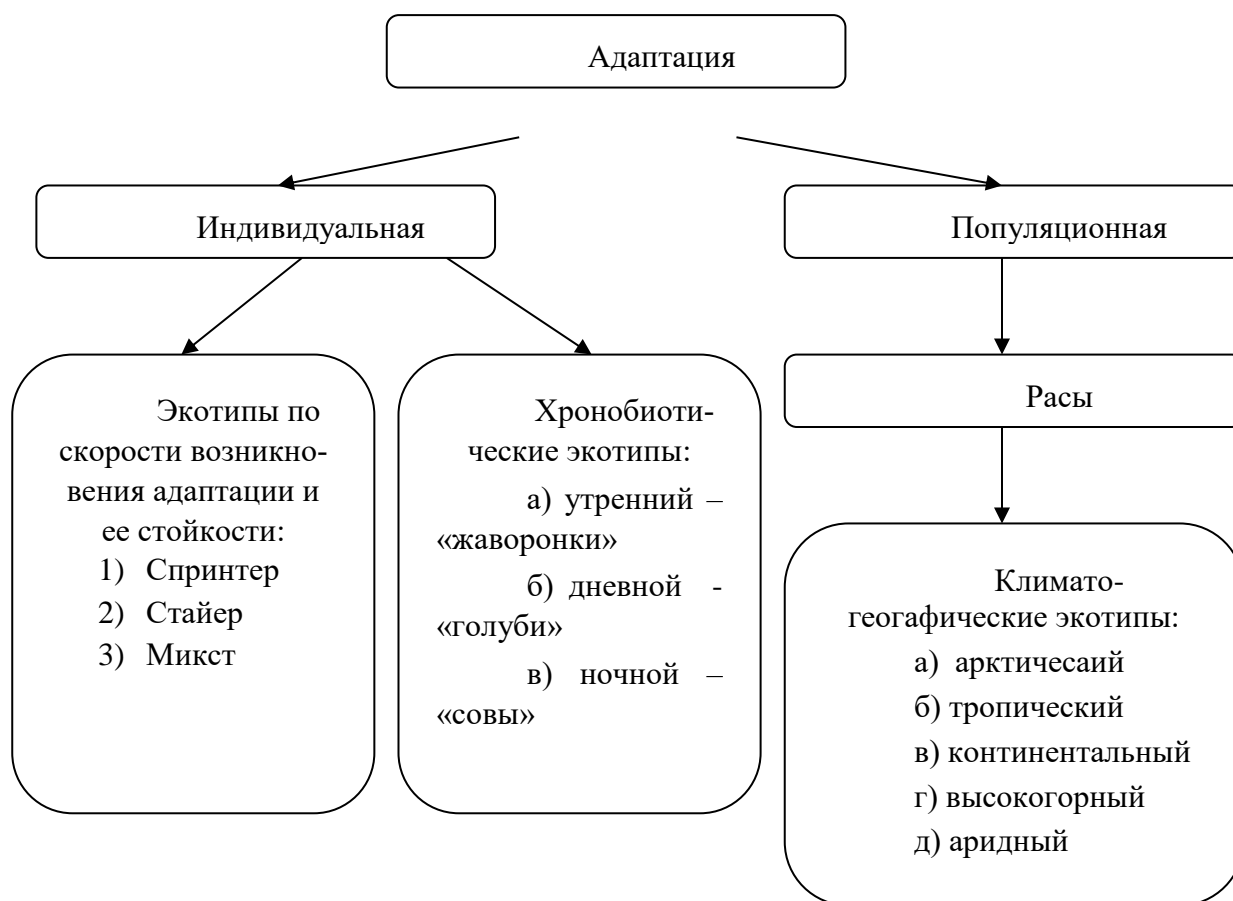 Адаптация
Индивидуальная
Популяционная
Экотипы по
скорости возникно-
вения адаптации и
ее стойкости:
1) Спринтер
2) Стайер
3) Микст
Хронобиоти-
ческие экотипы:
а) утренний –
«жаворонки»
б) дневной -
«голуби»
в) ночной –
«совы»
Расы
Климато-
геогафические экотипы:
а) арктичесаий
б) тропический
в) континентальный
г) высокогорный
д) аридный